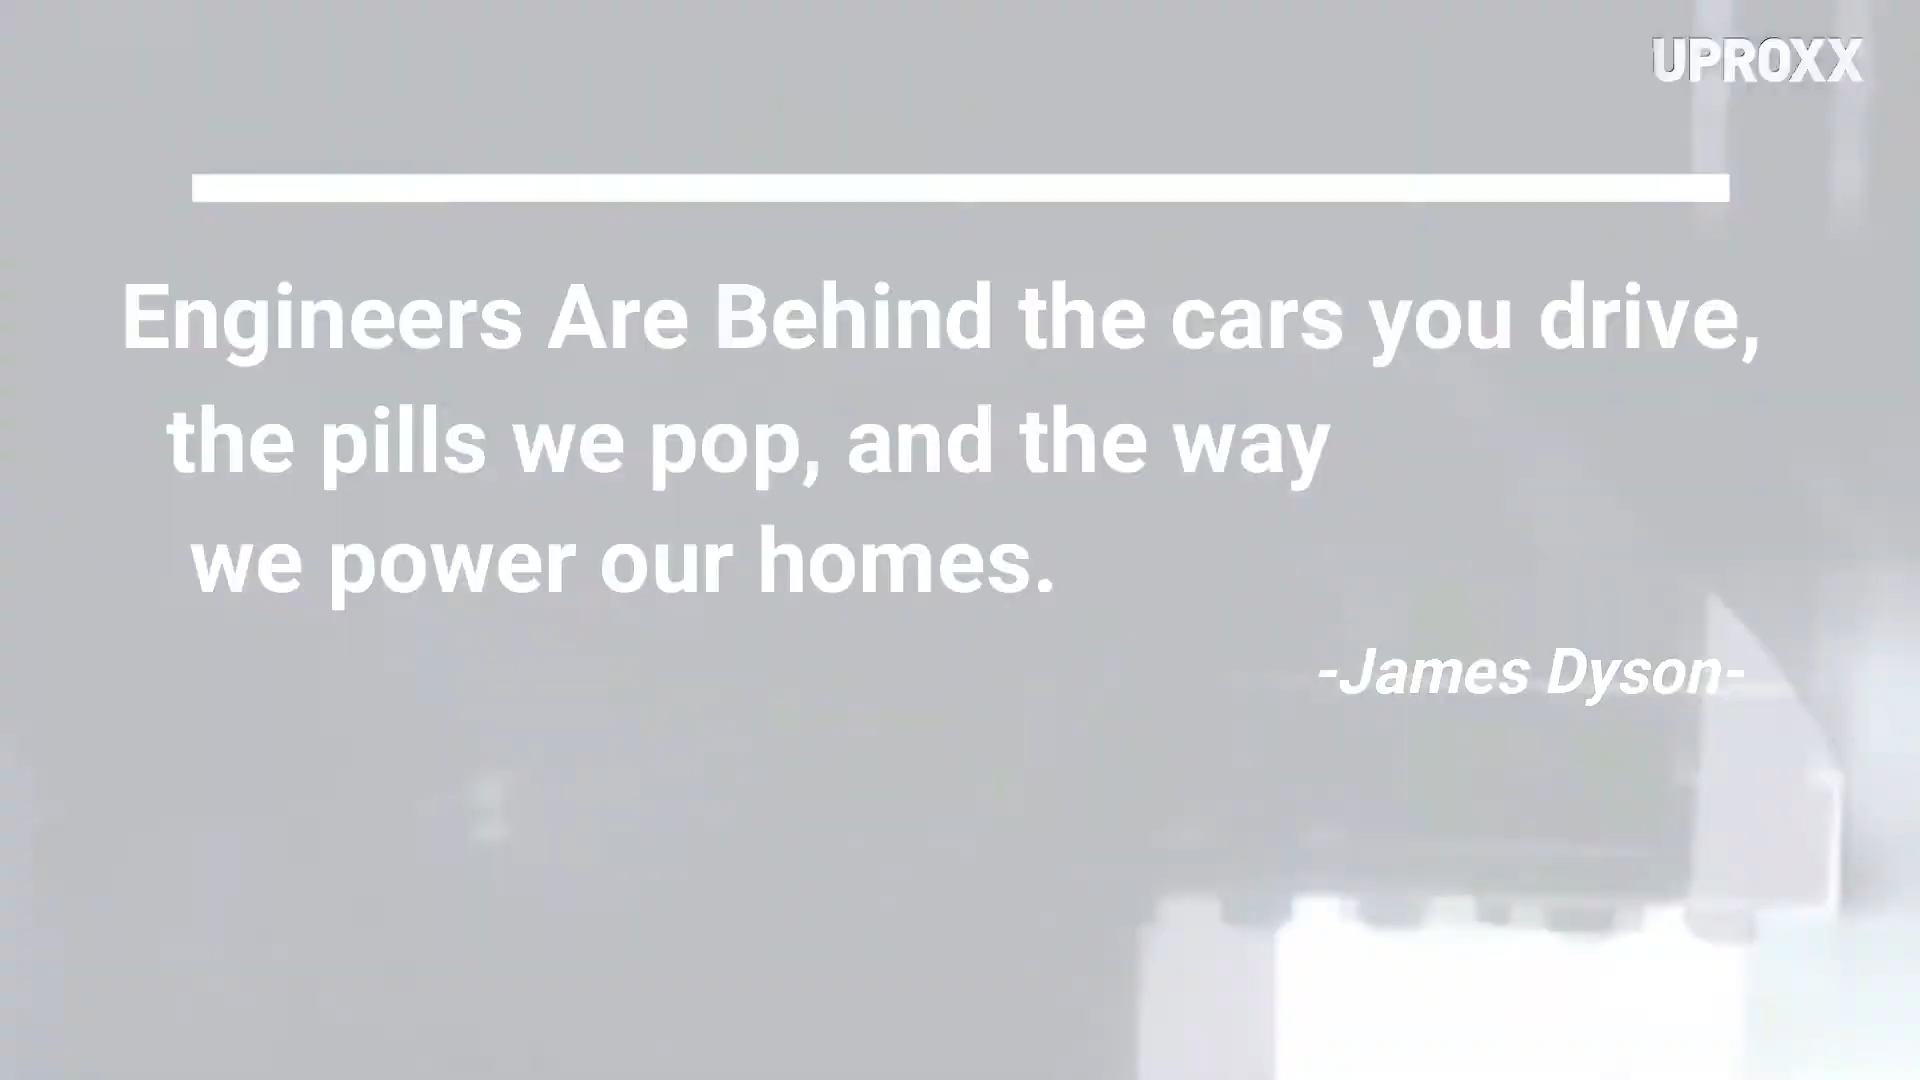 UPROXX
Engineers Are Behind the cars you drive,
the pills we pop, and the way
we power our homes.
-James Dyson-